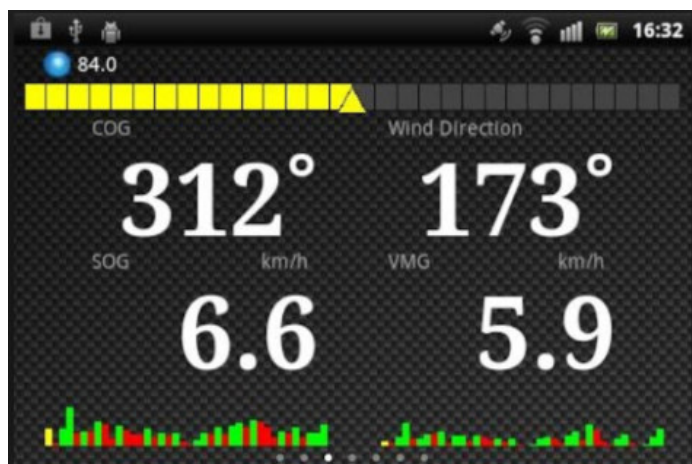 16:32
84.0
COG Wind Direction
312° 173°
SOG km/h VMG km/h
6.6 5.9